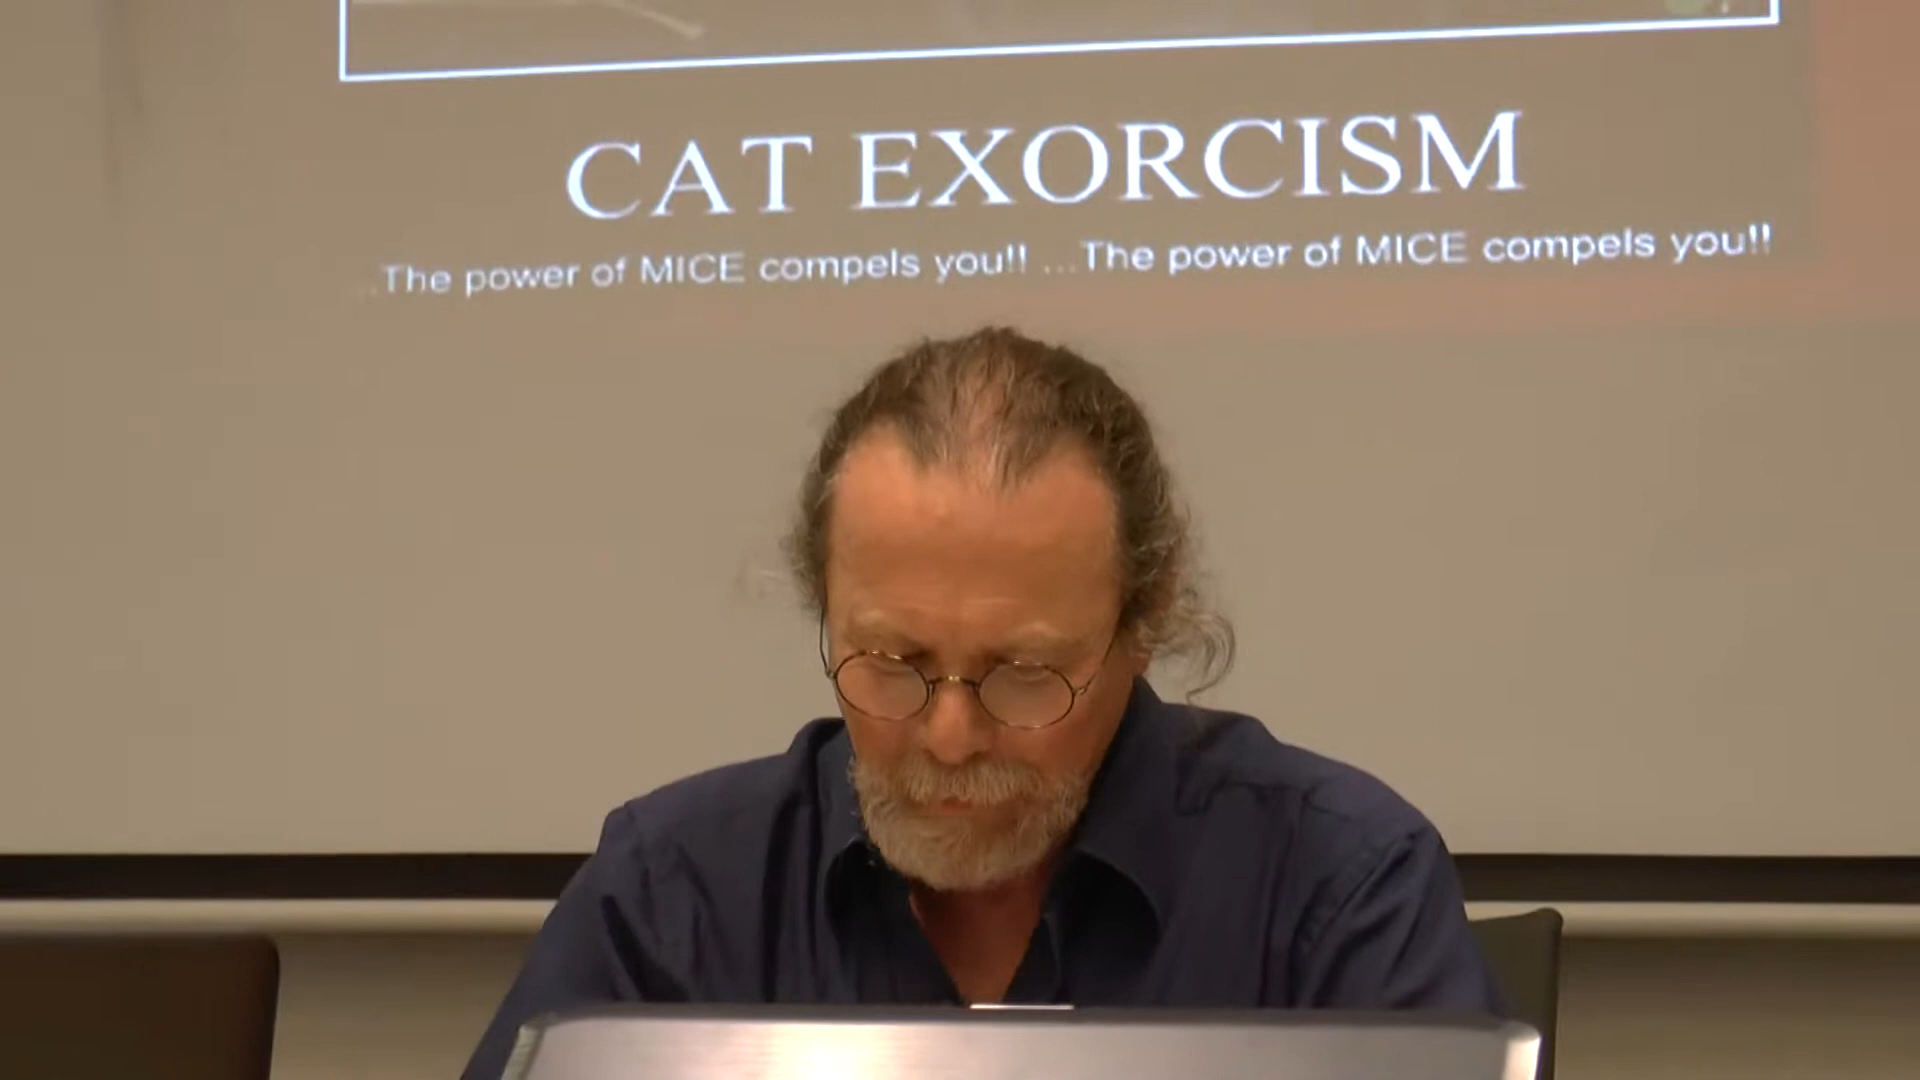 CAT EXORCISM
...The power of MICE compels you!! ...The power of MICE compels you!!